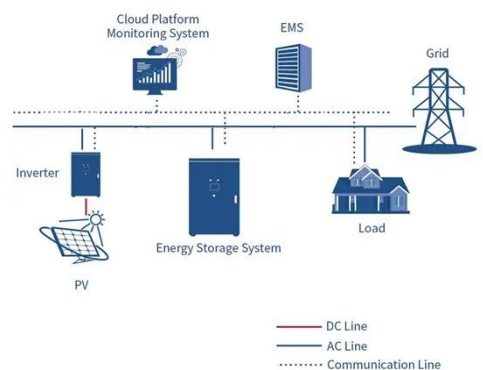 Cloud Platform
Monitoring System
EMS
Grid
Inverter
Energy Storage System
Load
PV
DC Line
AC Line
Communication Line